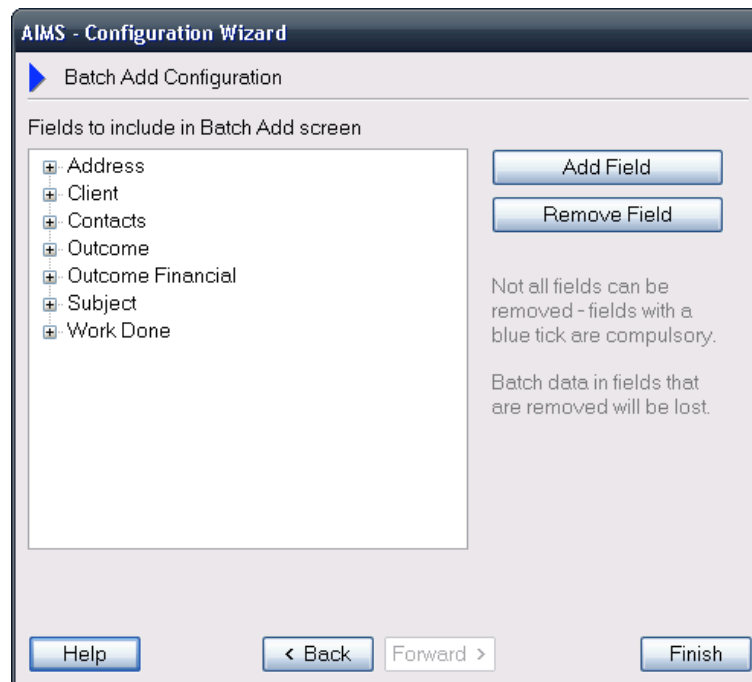 AIMS - Configuration Wizard
Batch Add Configuration
Fields to include in Batch Add screen
Address
Client
Contacts
Outcome
Outcome Financial
Subject
Work Done
Add Field
Remove Field
Not all fields can be
removed - fields with a
blue tick are compulsory.
Batch data in fields that
are removed will be lost.
Help
< Back
Forward >
Finish